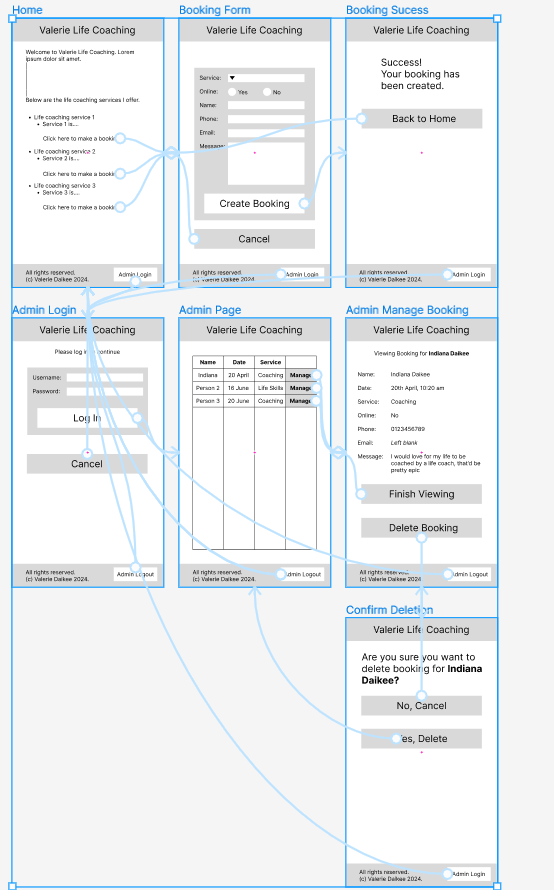 Home
Valerie Life Coaching
Welcome to Valerie Life Coaching. Lorem
ipsum dolor sit amet.
Below are the life coaching services I offer.
Life coaching service 1
Service 1 is....
Click here to make a booki
Life coaching service 2
Service 2 is....
Click here to make a booki
Life coaching service 3
Service 3 is....
Click here to make a booki
All rights reserved.
(c) Valerie Daikee 2024.
Admin Login
Booking Form
Valerie Life Coaching
Service:
Online: Yes No
Name:
Phone:
Email:
Message:
Create Booking
Cancel
All rights reserved.
(c) Valerie Daikee 2024.
Admin Login
Booking Sucess
Valerie Life Coaching
Success!
Your booking has
been created.
Back to Home
All rights reserved.
(c) Valerie Daikee 2024.
Admin Login
Admin Login
Valerie Life Coaching
Please log in to continue
Username:
Password:
Log In
Cancel
All rights reserved.
(c) Valerie Daikee 2024.
Admin Logout
Admin Page
Valerie Life Coaching
Name Date Service
Indiana 20 April Coaching Manage
Person 2 16 June Life Skills Manage
Person 3 20 June Coaching Manage
All rights reserved.
(c) Valerie Daikee 2024.
Admin Logout
Admin Manage Booking
Valerie Life Coaching
Viewing Booking for Indiana Daikee
Name: Indiana Daikee
Date: 20th April, 10:20 am
Service: Coaching
Online: No
Phone: 0123456789
Email: Left blank
Message: I would love for my life to be
coached by a life coach, that'd be
pretty epic
Finish Viewing
Delete Booking
All rights reserved.
(c) Valerie Daikee 2024.
Admin Logout
Confirm Deletion
Valerie Life Coaching
Are you sure you want to
delete booking for Indiana
Daikee?
No, Cancel
Yes, Delete
All rights reserved.
(c) Valerie Daikee 2024.
Admin Login